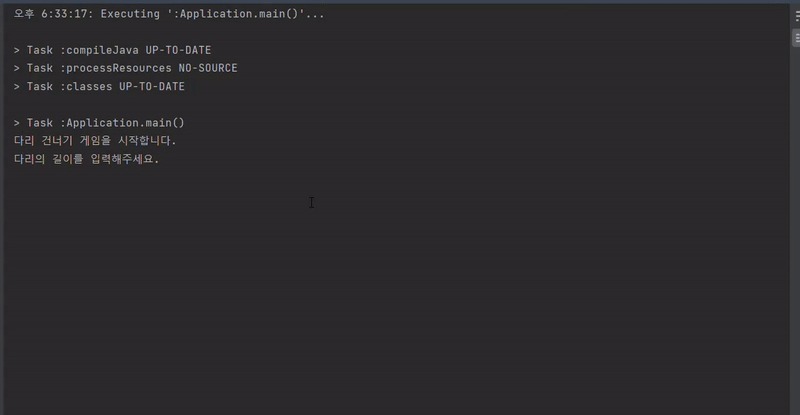 오후 6:33:17: Executing ':Application.main()'...
> Task :compileJava UP-TO-DATE
> Task :processResources NO-SOURCE
> Task :classes UP-TO-DATE
> Task :Application.main()
다리 건너기 게임을 시작합니다.
다리의 길이를 입력해주세요.